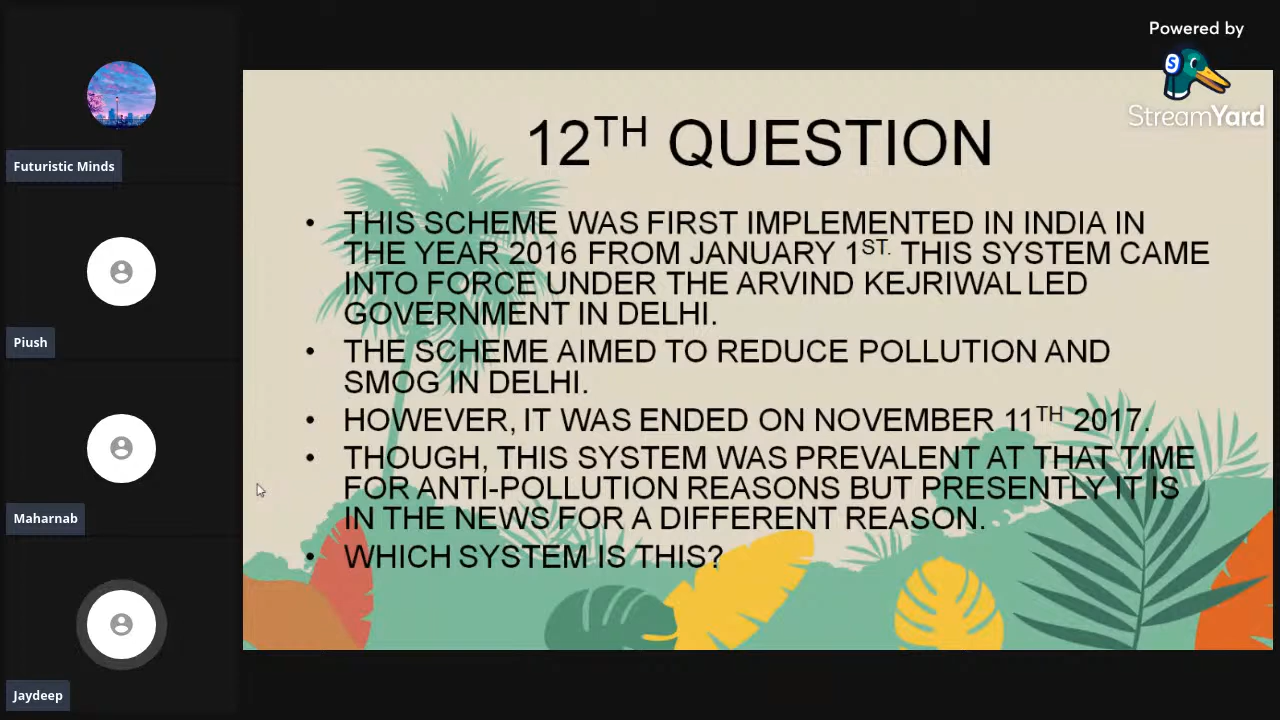 Powered by
StreamYard
Futuristic Minds
Piush
Maharnab
Jaydeep
12TH QUESTION
• THIS SCHEME WAS FIRST IMPLEMENTED IN INDIA IN
THE YEAR 2016 FROM JANUARY 1ST. THIS SYSTEM CAME
INTO FORCE UNDER THE ARVIND KEJRIWAL LED
GOVERNMENT IN DELHI.
• THE SCHEME AIMED TO REDUCE POLLUTION AND
SMOG IN DELHI.
• HOWEVER, IT WAS ENDED ON NOVEMBER 11TH 2017.
• THOUGH, THIS SYSTEM WAS PREVALENT AT THAT TIME
FOR ANTI-POLLUTION REASONS BUT PRESENTLY IT IS
IN THE NEWS FOR A DIFFERENT REASON.
• WHICH SYSTEM IS THIS?